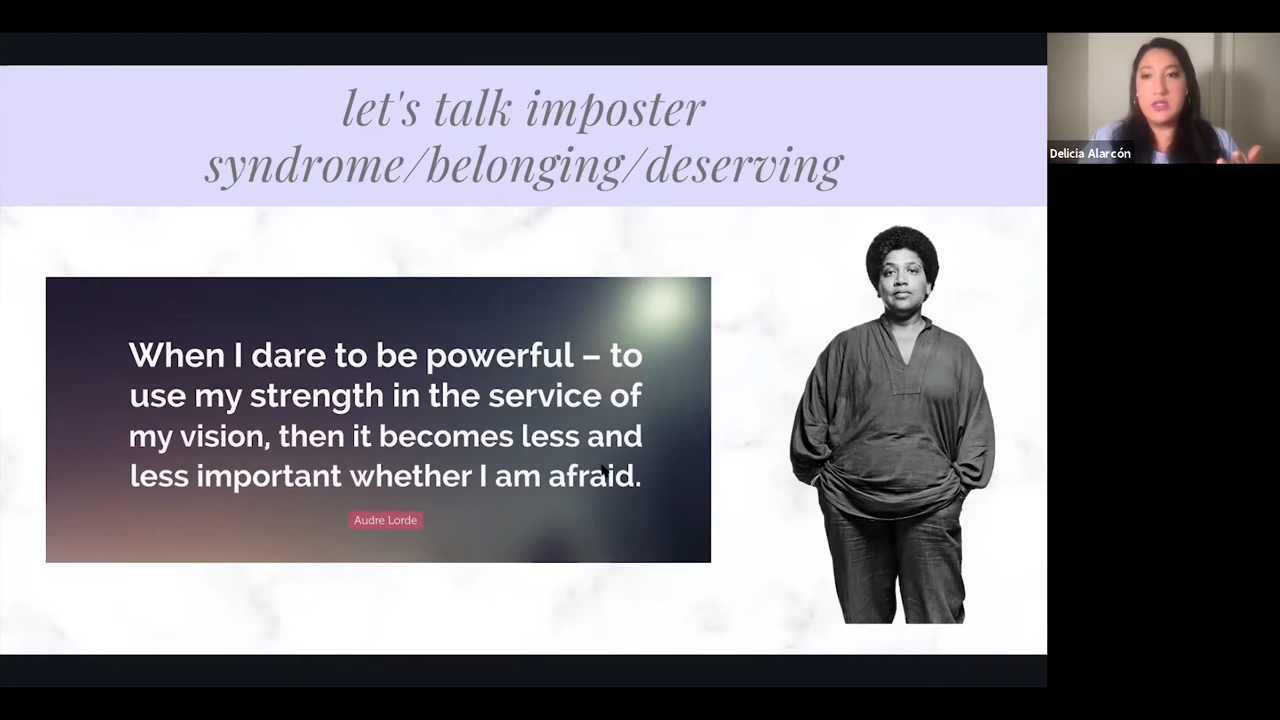 let's talk imposter
syndrome/belonging/deserving
When I dare to be powerful – to
use my strength in the service of
my vision, then it becomes less and
less important whether I am afraid.
Audre Lorde
Delicia Alarcón